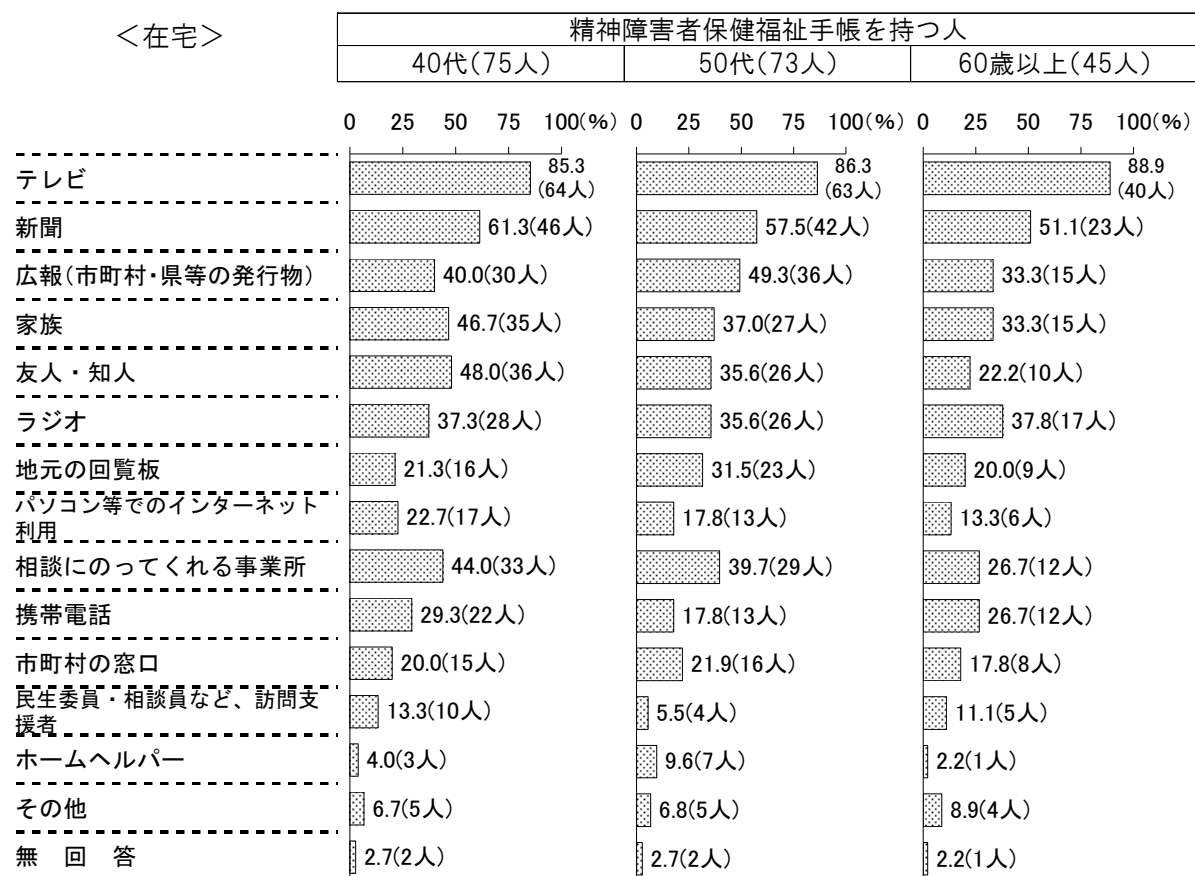 ＜在宅＞
精神障害者保健福祉手帳を持つ人
40代(75人) 50代(73人) 60歳以上(45人)
0 25 50 75 100(%) 0 25 50 75 100(%) 0 25 50 75 100(%)
テレビ 85.3(64人) 86.3(63人) 88.9(40人)
新聞 61.3(46人) 57.5(42人) 51.1(23人)
広報(市町村・県等の発行物) 40.0(30人) 49.3(36人) 33.3(15人)
家族 46.7(35人) 37.0(27人) 33.3(15人)
友人・知人 48.0(36人) 35.6(26人) 22.2(10人)
ラジオ 37.3(28人) 35.6(26人) 37.8(17人)
地元の回覧板 21.3(16人) 31.5(23人) 20.0(9人)
パソコン等でのインターネット
利用 22.7(17人) 17.8(13人) 13.3(6人)
相談にのってくれる事業所 44.0(33人) 39.7(29人) 26.7(12人)
携帯電話 29.3(22人) 17.8(13人) 26.7(12人)
市町村の窓口 20.0(15人) 21.9(16人) 17.8(8人)
民生委員・相談員など、訪問支
援者 13.3(10人) 5.5(4人) 11.1(5人)
ホームヘルパー 4.0(3人) 9.6(7人) 2.2(1人)
その他 6.7(5人) 6.8(5人) 8.9(4人)
無　回　答 2.7(2人) 2.7(2人) 2.2(1人)